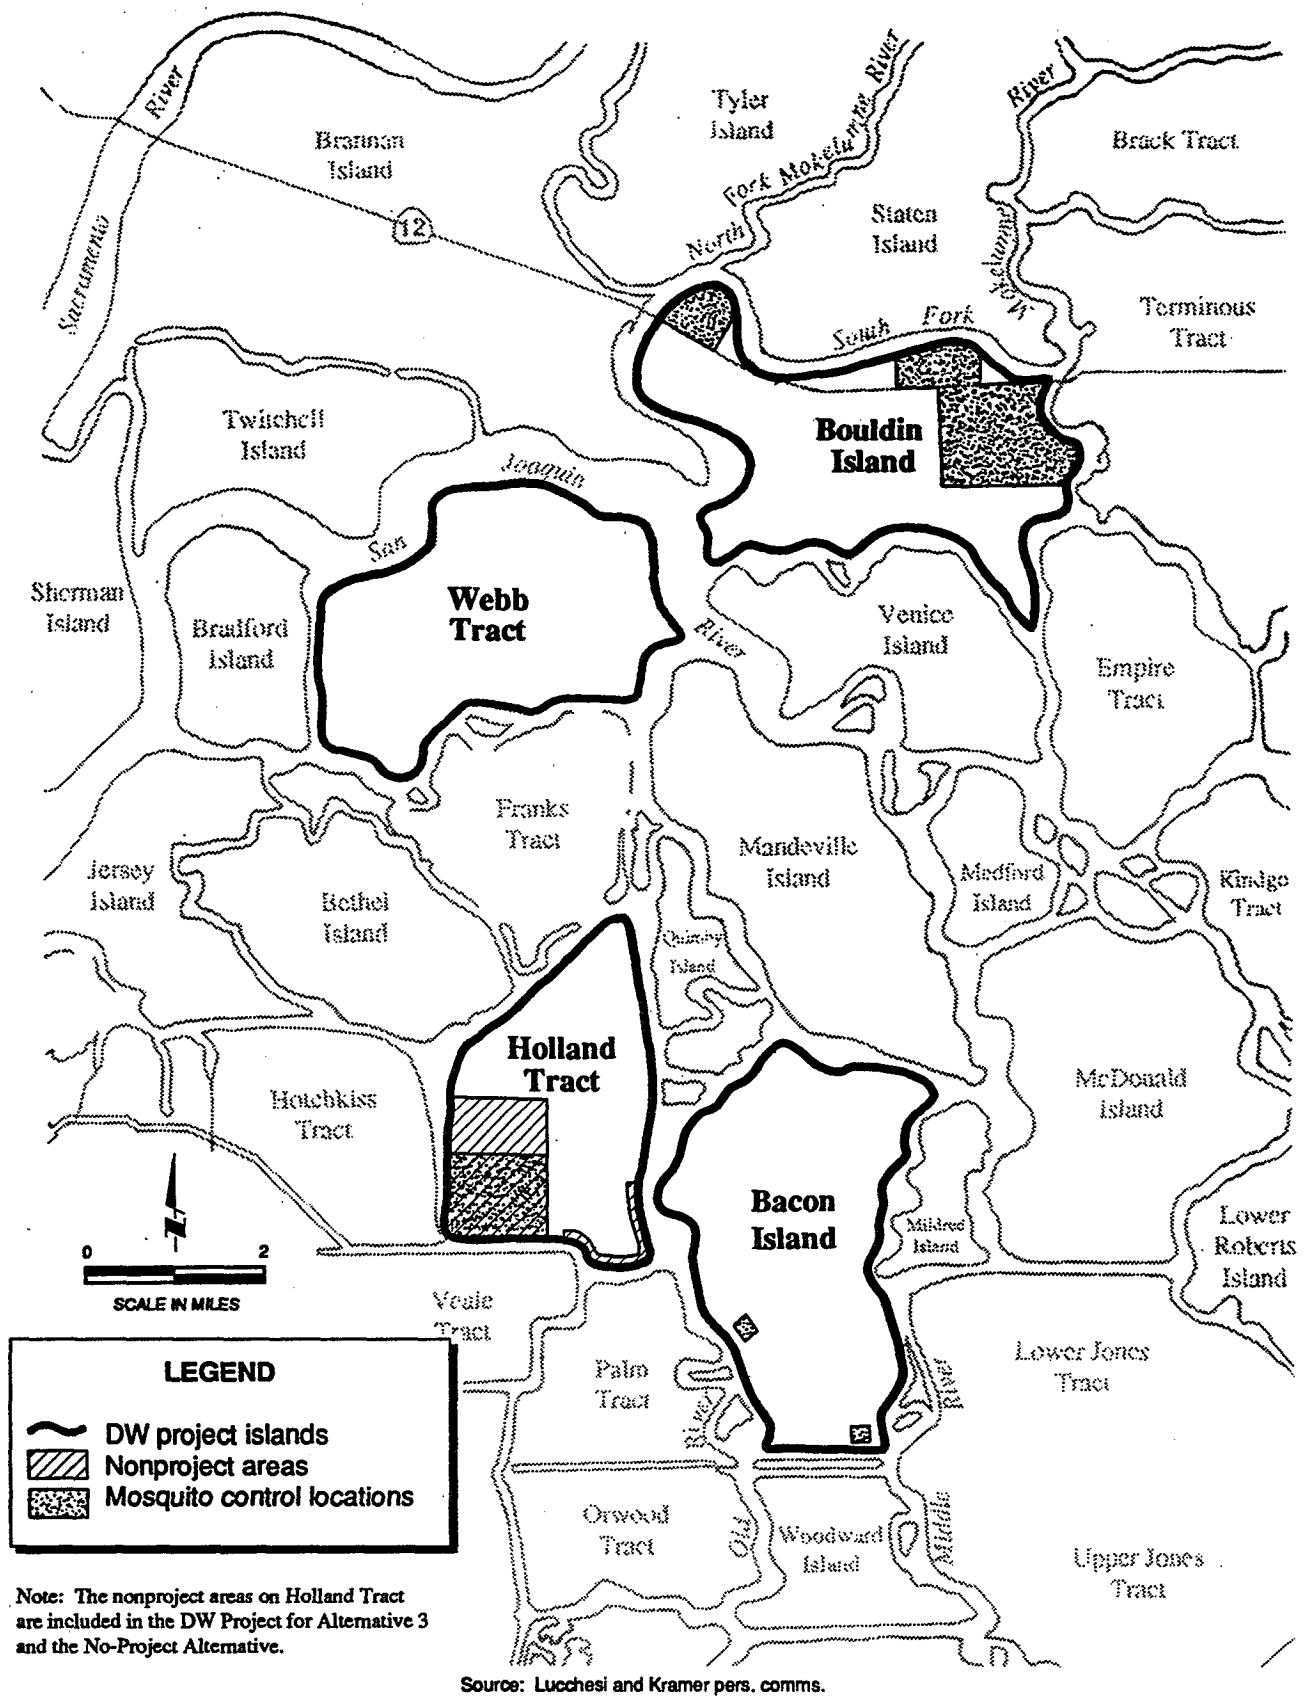 River
Sacramento
Brannan
Island
12
Tyler
Island
North Fork Mokelumne River
Staten
Island
River
Mokelumne
Brack Tract
Terminous
Tract
South Fork
Bouldin
Island
Twitchell
Island
San Joaquin River
Webb
Tract
Sherman
Island
Bradford
Island
Venice
Island
Empire
Tract
Franks
Tract
Jersey
Island
Bethel
Island
Mandeville
Island
Medford
Island
Kindge
Tract
Quimby
Island
Holland
Tract
Hotchkiss
Tract
McDonald
Island
Bacon
Island
Mildred
Island
Lower
Roberts
Island
N
0 2
SCALE IN MILES
Veale
Tract
Palm
Tract
Lower Jones
Tract
Old River
Middle River
Orwood
Tract
Woodward
Island
Upper Jones
Tract
LEGEND
DW project islands
Nonproject areas
Mosquito control locations
Note: The nonproject areas on Holland Tract
are included in the DW Project for Alternative 3
and the No-Project Alternative.
Source: Lucchesi and Kramer pers. comms.